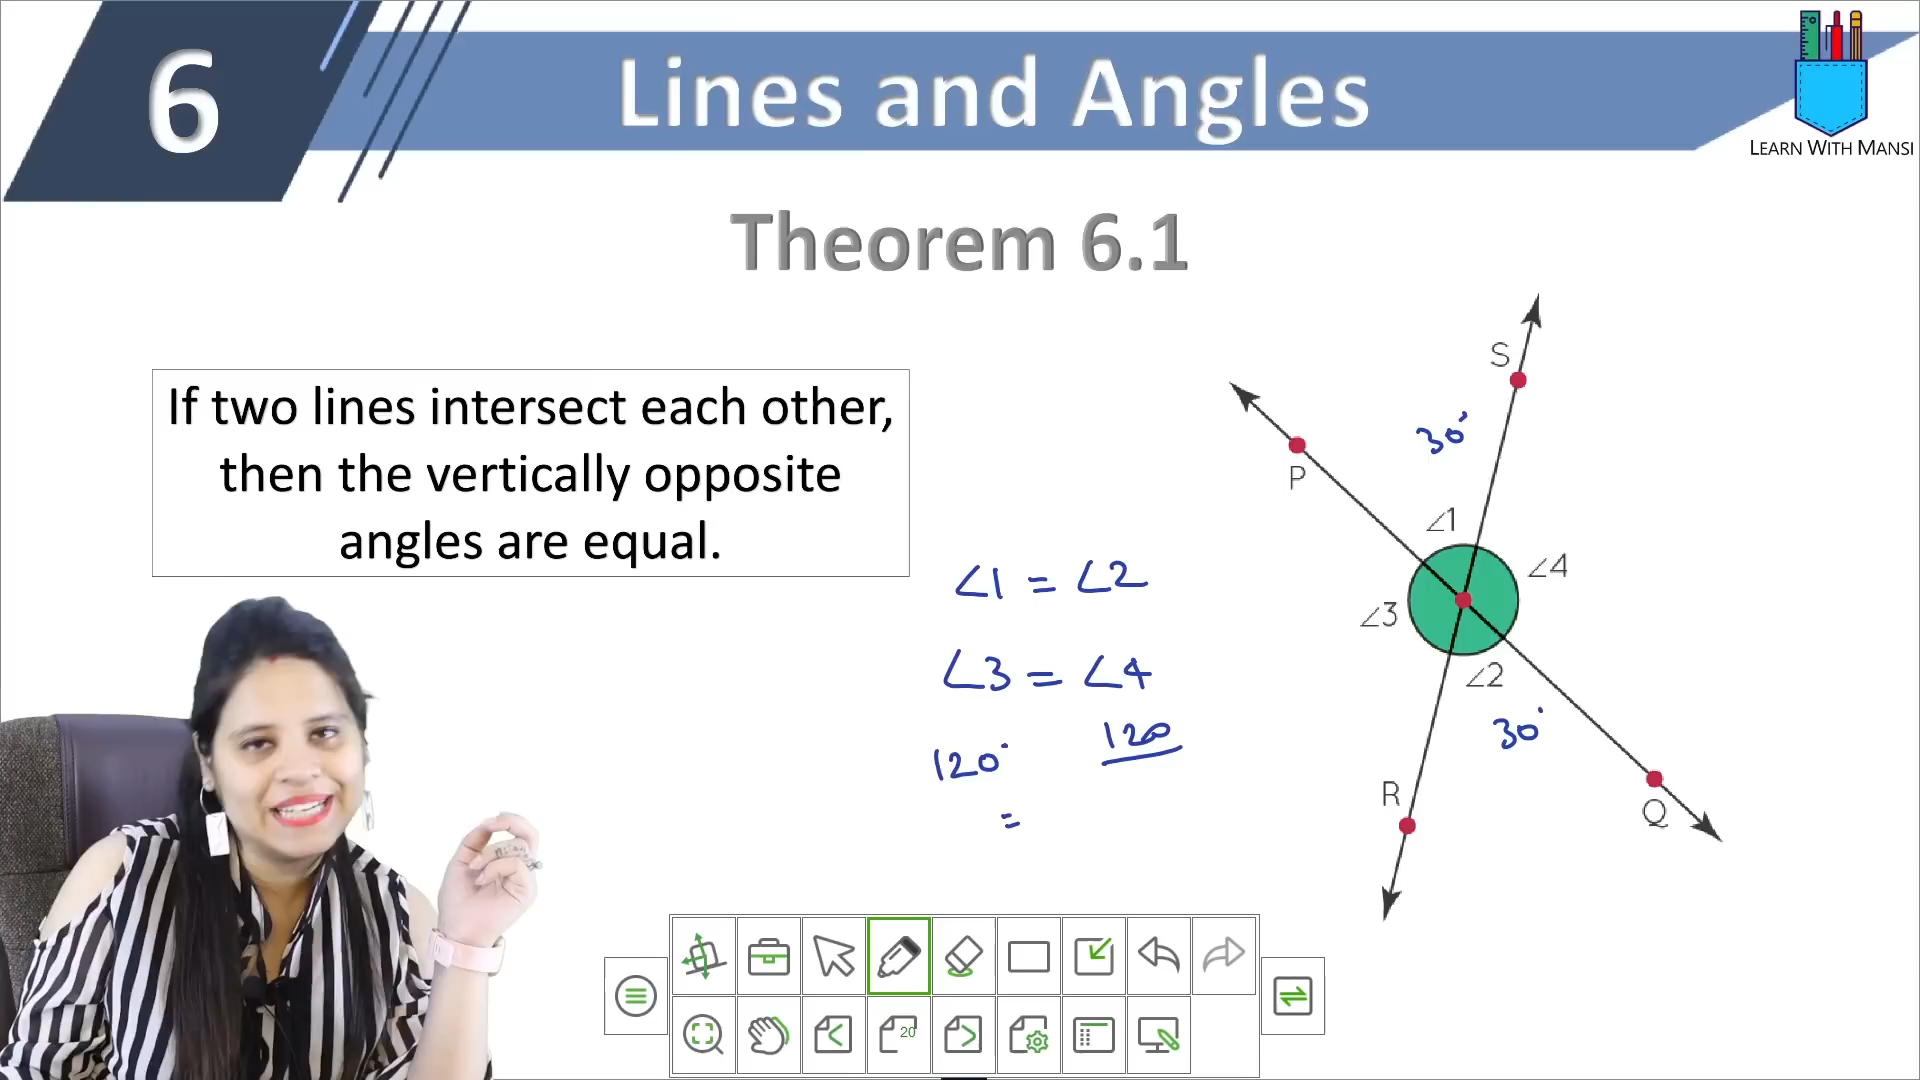 6
Lines and Angles
LEARN WITH MANSI
Theorem 6.1
If two lines intersect each other,
then the vertically opposite
angles are equal.
S
30°
P
∠1
∠4
∠3
∠2
30°
R
Q
∠1 = ∠2
∠3 = ∠4
120° 120
=
20